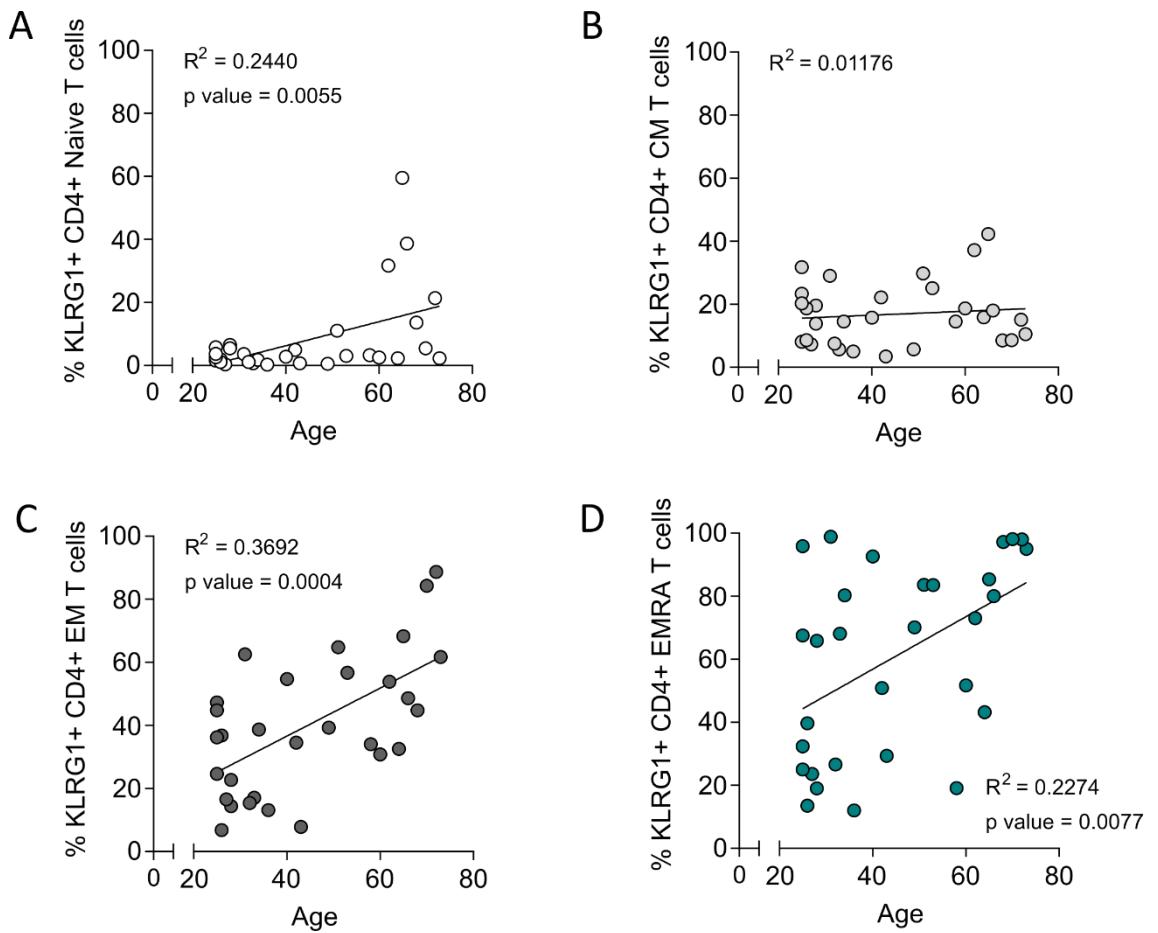 A
% KLRG1+ CD4+ Naive T cells
100
80
60
40
20
0
R² = 0.2440
p value = 0.0055
0 20 40 60 80
Age
B
% KLRG1+ CD4+ CM T cells
100
80
60
40
20
0
R² = 0.01176
0 20 40 60 80
Age
C
% KLRG1+ CD4+ EM T cells
100
80
60
40
20
0
R² = 0.3692
p value = 0.0004
0 20 40 60 80
Age
D
% KLRG1+ CD4+ EMRA T cells
100
80
60
40
20
0
R² = 0.2274
p value = 0.0077
0 20 40 60 80
Age